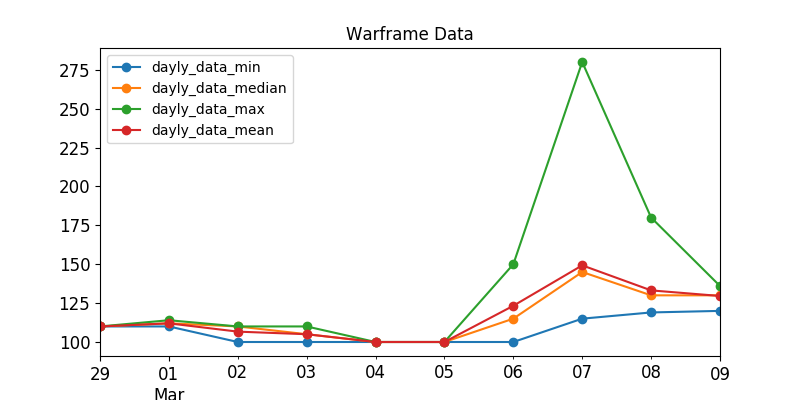 Warframe Data
dayly_data_min
dayly_data_median
dayly_data_max
dayly_data_mean
275
250
225
200
175
150
125
100
29 01 02 03 04 05 06 07 08 09
Mar